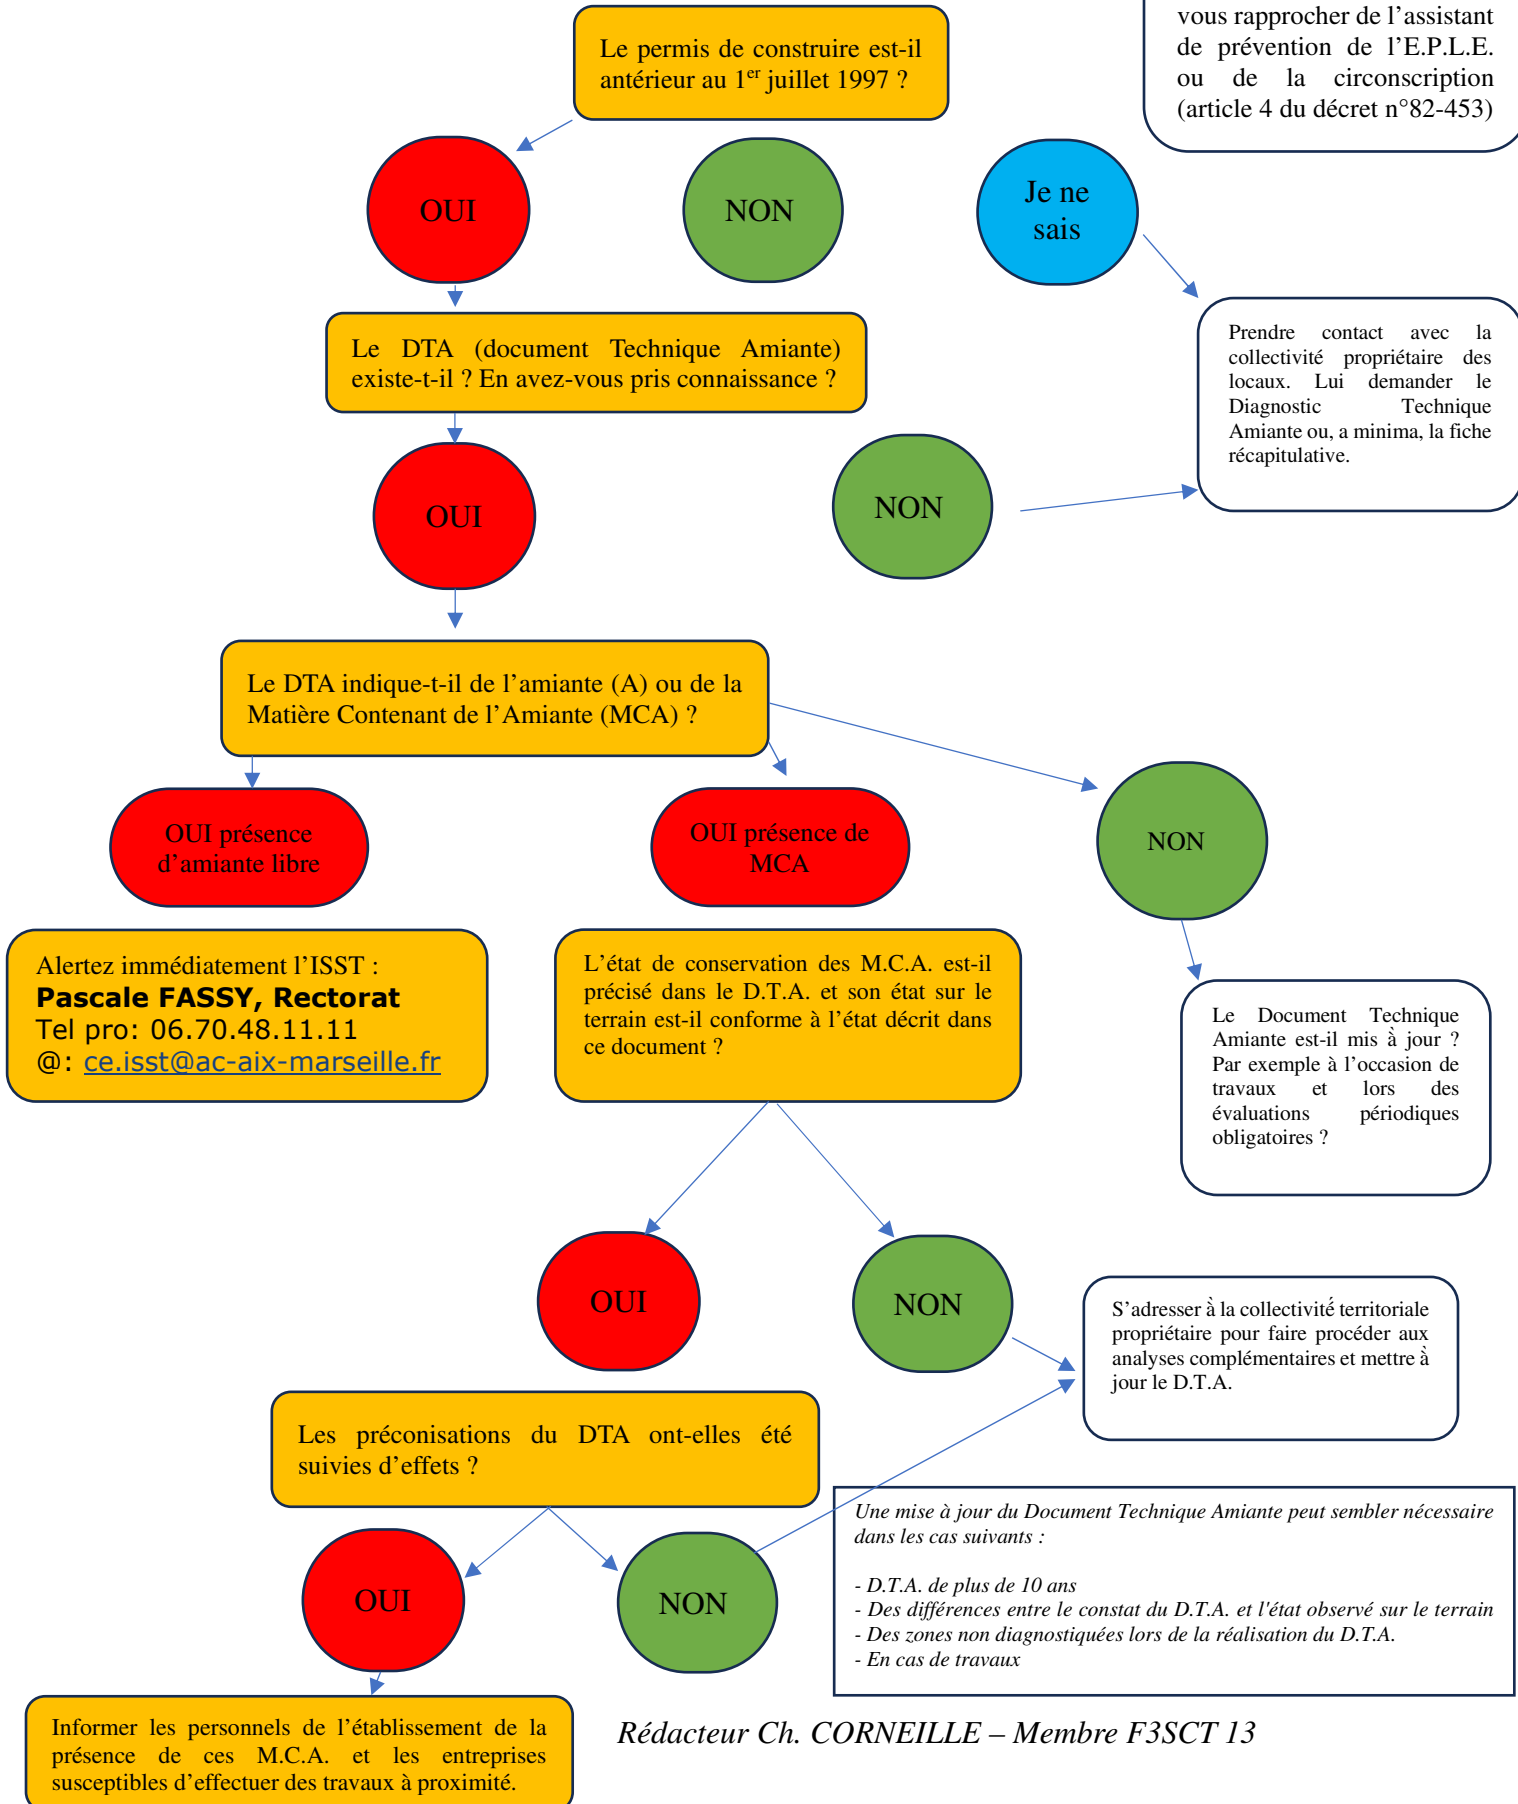 vous rapprocher de l’assistant
de prévention de l’E.P.L.E.
ou de la circonscription
(article 4 du décret n°82-453)
Le permis de construire est-il
antérieur au 1er juillet 1997 ?
OUI
NON
Je ne
sais
Le DTA (document Technique Amiante)
existe-t-il ? En avez-vous pris connaissance ?
Prendre contact avec la
collectivité propriétaire des
locaux. Lui demander le
Diagnostic Technique
Amiante ou, a minima, la fiche
récapitulative.
OUI
NON
Le DTA indique-t-il de l’amiante (A) ou de la
Matière Contenant de l’Amiante (MCA) ?
OUI présence
d’amiante libre
OUI présence de
MCA
NON
Alertez immédiatement l’ISST :
Pascale FASSY, Rectorat
Tel pro: 06.70.48.11.11
@: ce.isst@ac-aix-marseille.fr
L’état de conservation des M.C.A. est-il
précisé dans le D.T.A. et son état sur le
terrain est-il conforme à l’état décrit dans
ce document ?
Le Document Technique
Amiante est-il mis à jour ?
Par exemple à l’occasion de
travaux et lors des
évaluations périodiques
obligatoires ?
OUI
NON
S’adresser à la collectivité territoriale
propriétaire pour faire procéder aux
analyses complémentaires et mettre à
jour le D.T.A.
Les préconisations du DTA ont-elles été
suivies d’effets ?
Une mise à jour du Document Technique Amiante peut sembler nécessaire
dans les cas suivants :
- D.T.A. de plus de 10 ans
- Des différences entre le constat du D.T.A. et l'état observé sur le terrain
- Des zones non diagnostiquées lors de la réalisation du D.T.A.
- En cas de travaux
OUI
NON
Informer les personnels de l’établissement de la
présence de ces M.C.A. et les entreprises
susceptibles d’effectuer des travaux à proximité.
Rédacteur Ch. CORNEILLE – Membre F3SCT 13